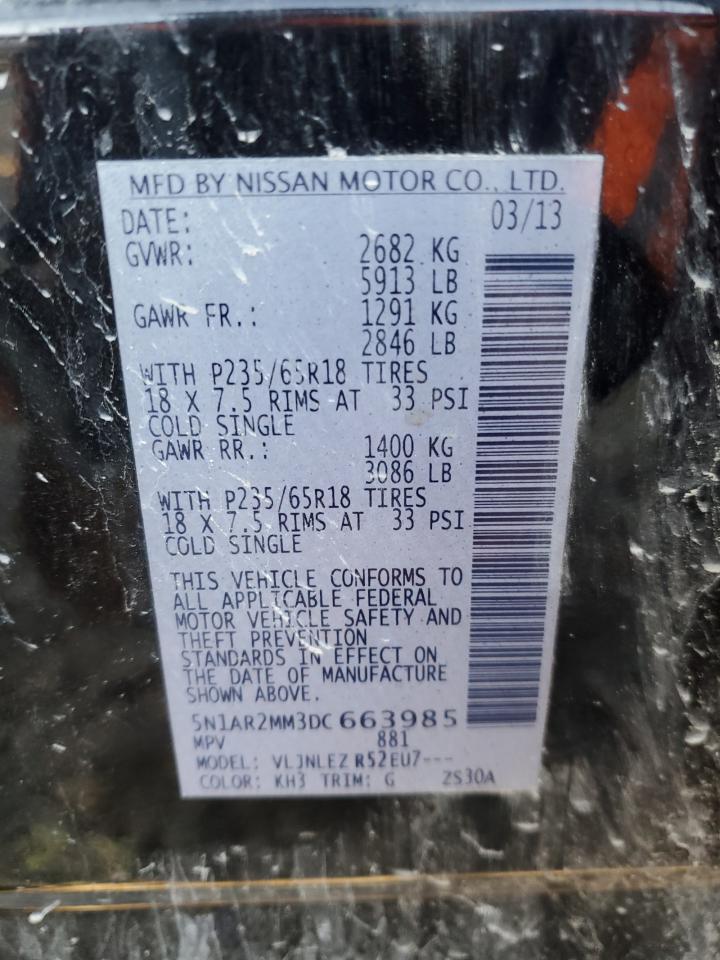 MFD BY NISSAN MOTOR CO., LTD.
DATE: 03/13
GVWR: 2682 KG
5913 LB
GAWR FR.: 1291 KG
2846 LB
WITH P235/65R18 TIRES
18 X 7.5 RIMS AT 33 PSI
COLD SINGLE
GAWR RR.: 1400 KG
3086 LB
WITH P235/65R18 TIRES
18 X 7.5 RIMS AT 33 PSI
COLD SINGLE
THIS VEHICLE CONFORMS TO
ALL APPLICABLE FEDERAL
MOTOR VEHICLE SAFETY AND
THEFT PREVENTION
STANDARDS IN EFFECT ON
THE DATE OF MANUFACTURE
SHOWN ABOVE.
5N1AR2MM3DC 663985
MPV 881
MODEL: VLJNLEZ R52EU7---
COLOR: KH3 TRIM: G ZS30A